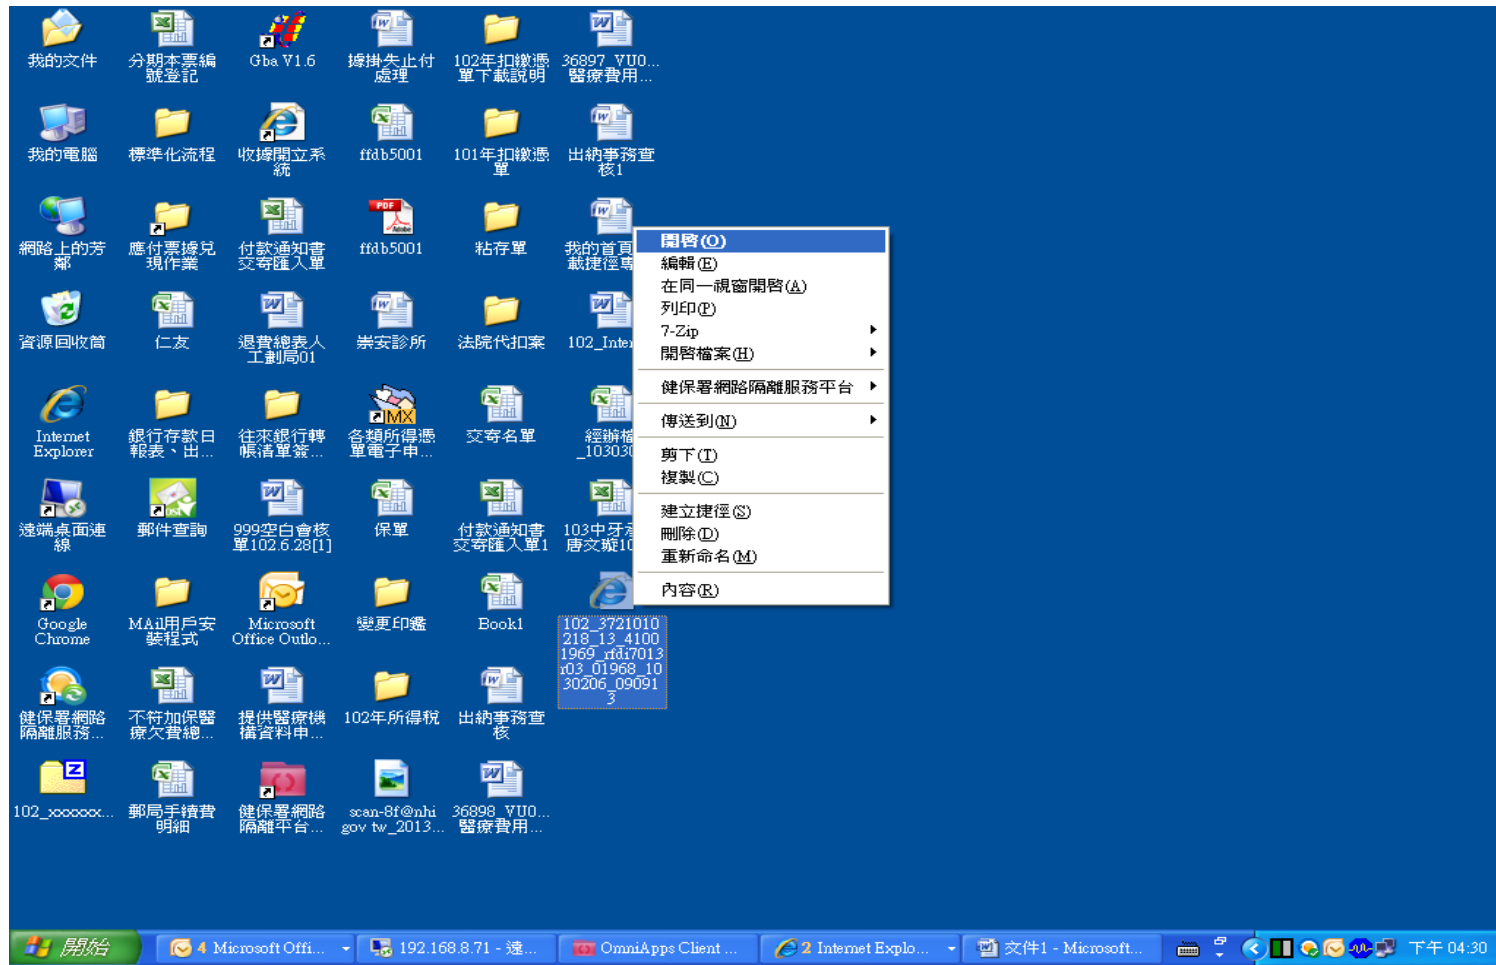 我的文件
分期本票編
號登記
Gba V1.6
據掛失止付
處理
102年扣繳憑
單下載說明
36897_VU0...
醫療費用...
我的電腦
標準化流程
收據開立系
統
ffdb5001
101年扣繳憑
單
出納事務查
核1
網路上的芳
鄰
應付票據兌
現作業
付款通知書
交寄匯入單
PDF
Adobe
ffdb5001
粘存單
我的首頁
載捷徑專
資源回收筒
仁友
退費總表人
工劃局01
崇安診所
法院代扣案
102_Inter
Internet
Explorer
銀行存款日
報表、出...
往來銀行轉
帳清單簽...
IMX
各類所得憑
單電子申...
交寄名單
經辦檔
_10303
遠端桌面連
線
郵件查詢
999空白會核
單102.6.28[1]
保單
付款通知書
交寄匯入單1
103中牙
唐文璇10
Google
Chrome
MAil用戶安
裝程式
Microsoft
Office Outlo...
變更印鑑
Book1
102_3721010
218_13_4100
1969_rfdi7013
r03_01968_10
30206_09091
3
健保署網路
隔離服務...
不符加保醫
療欠費總...
提供醫療機
構資料申...
102年所得稅
出納事務查
核
102_xxxxxxx...
郵局手續費
明細
健保署網路
隔離平台...
scan-8f@nhi
gov tw_2013...
36898_VU0...
醫療費用...
開啓(O)
編輯(E)
在同一視窗開啓(A)
列印(P)
7-Zip
開啓檔案(H)
健保署網路隔離服務平台
傳送到(N)
剪下(T)
複製(C)
建立捷徑(S)
刪除(D)
重新命名(M)
內容(R)
開始
4 Microsoft Offi...
192.168.8.71 - 遠...
OmniApps Client ...
2 Internet Explo...
文件1 - Microsoft...
下午 04:30